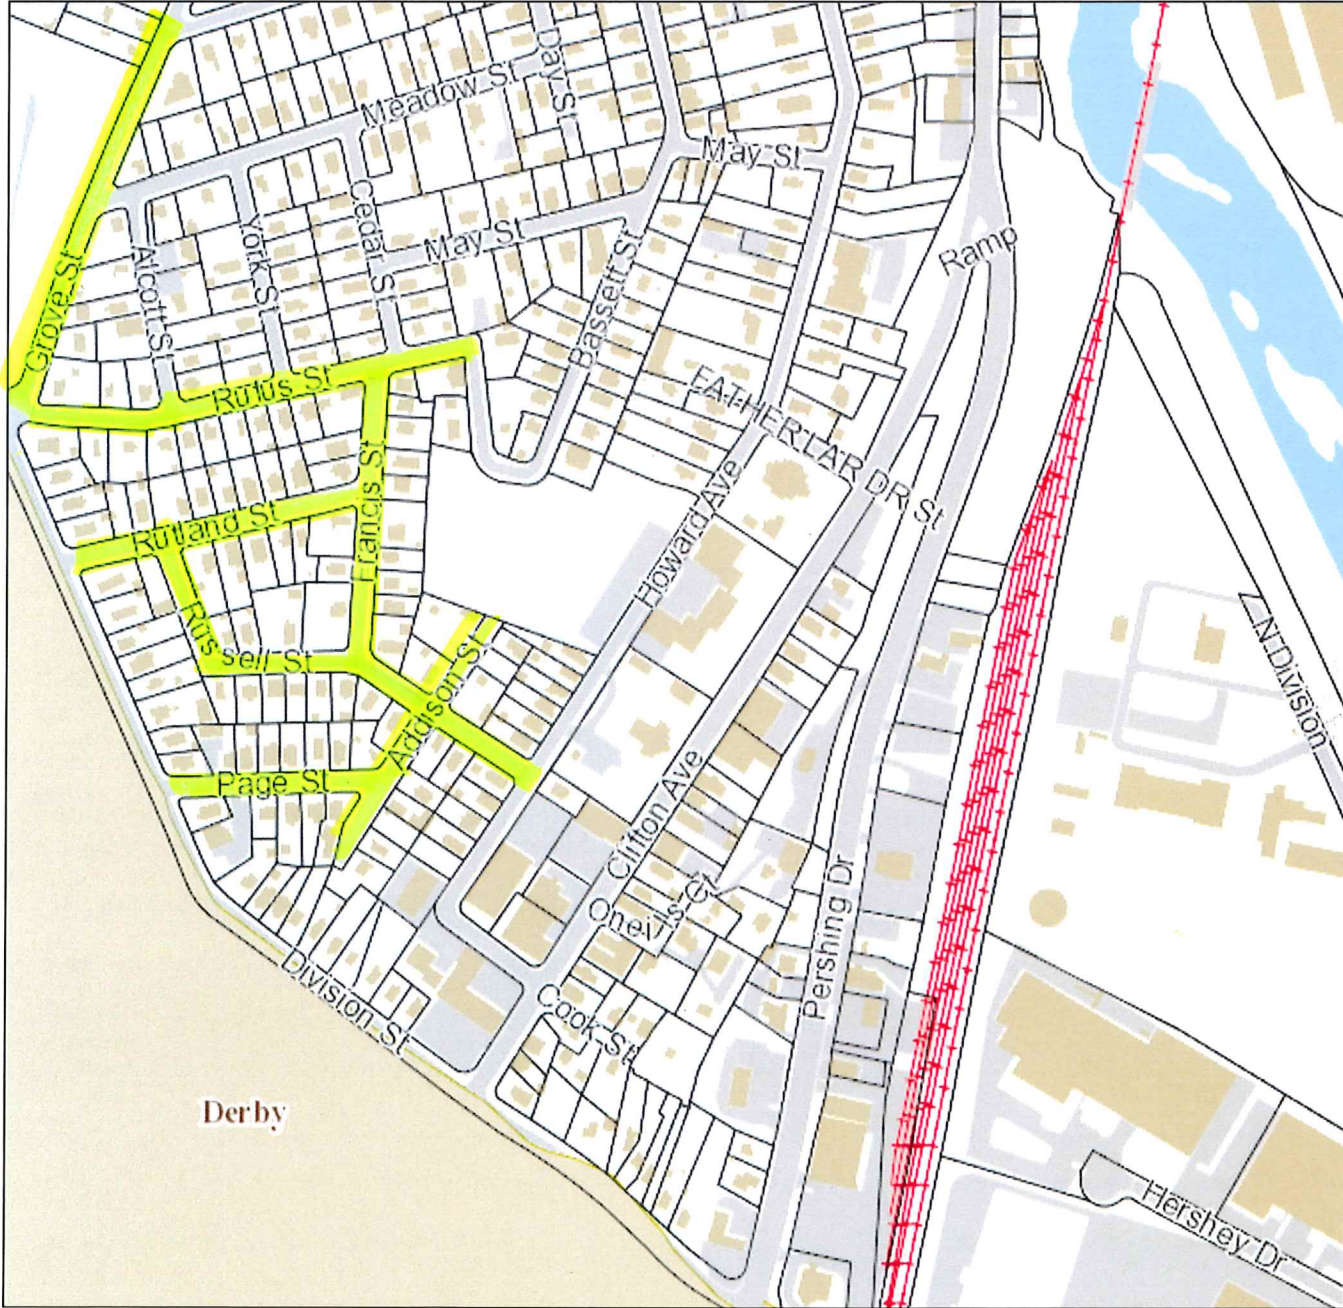 Meadow St
Day St
May St
Cedar St
York St
May St
Alcott St
Grove St
Bassett St
Ramp
Rufus St
FATHER LAR DR St
Francis St
Rutland St
Howard Ave
Russell St
Addison St
N Division
Page St
Clifton Ave
Oneills Ct
Pershing Dr
Division St
Cook St
Derby
Hershey Dr